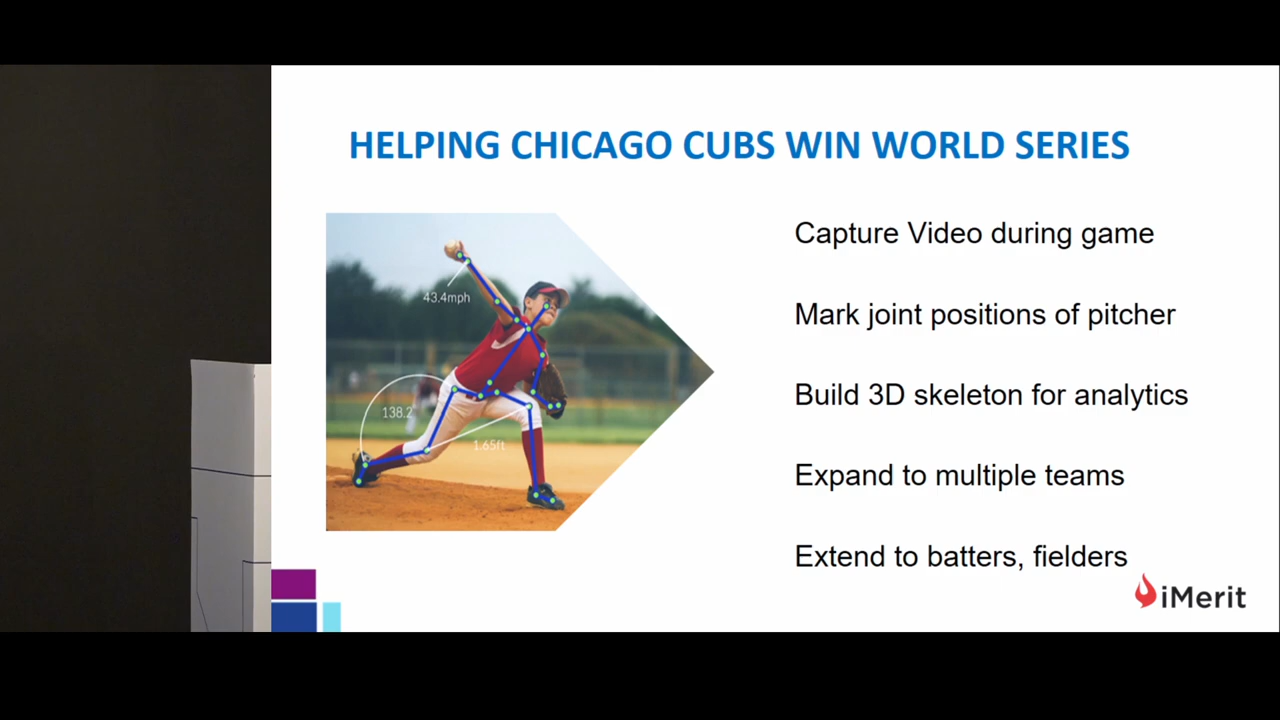 HELPING CHICAGO CUBS WIN WORLD SERIES
43.4mph
138.2
1.65ft
Capture Video during game
Mark joint positions of pitcher
Build 3D skeleton for analytics
Expand to multiple teams
Extend to batters, fielders
iMerit